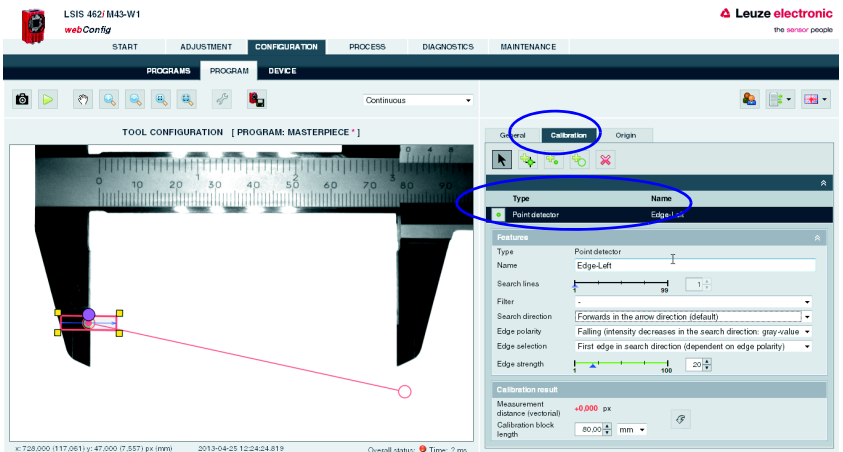 LSIS 462i M43-W1
webConfig
Leuze electronic
the sensor people
START ADJUSTMENT CONFIGURATION PROCESS DIAGNOSTICS MAINTENANCE
PROGRAMS PROGRAM DEVICE
Continuous
TOOL CONFIGURATION [ PROGRAM: MASTERPIECE * ]
General Calibration Origin
0 4 8
0 10 20 30 40 50 60 70 80 90
Type Name
Point detector Edge-Left
Features
Type Point detector
Name Edge-Left
Search lines 1 99 1
Filter -
Search direction Forwards in the arrow direction (default)
Edge polarity Falling (intensity decreases in the search direction: gray-value
Edge selection First edge in search direction (dependent on edge polarity)
Edge strength 1 100 20
Calibration result
Measurement
distance (vectorial) +0,000 px
Calibration block
length 80,00 mm
x: 728,000 (117,061) y: 47,000 (7,557) px (mm) 2013-04-25 12:24:24.819 Overall status: Time: ? ms